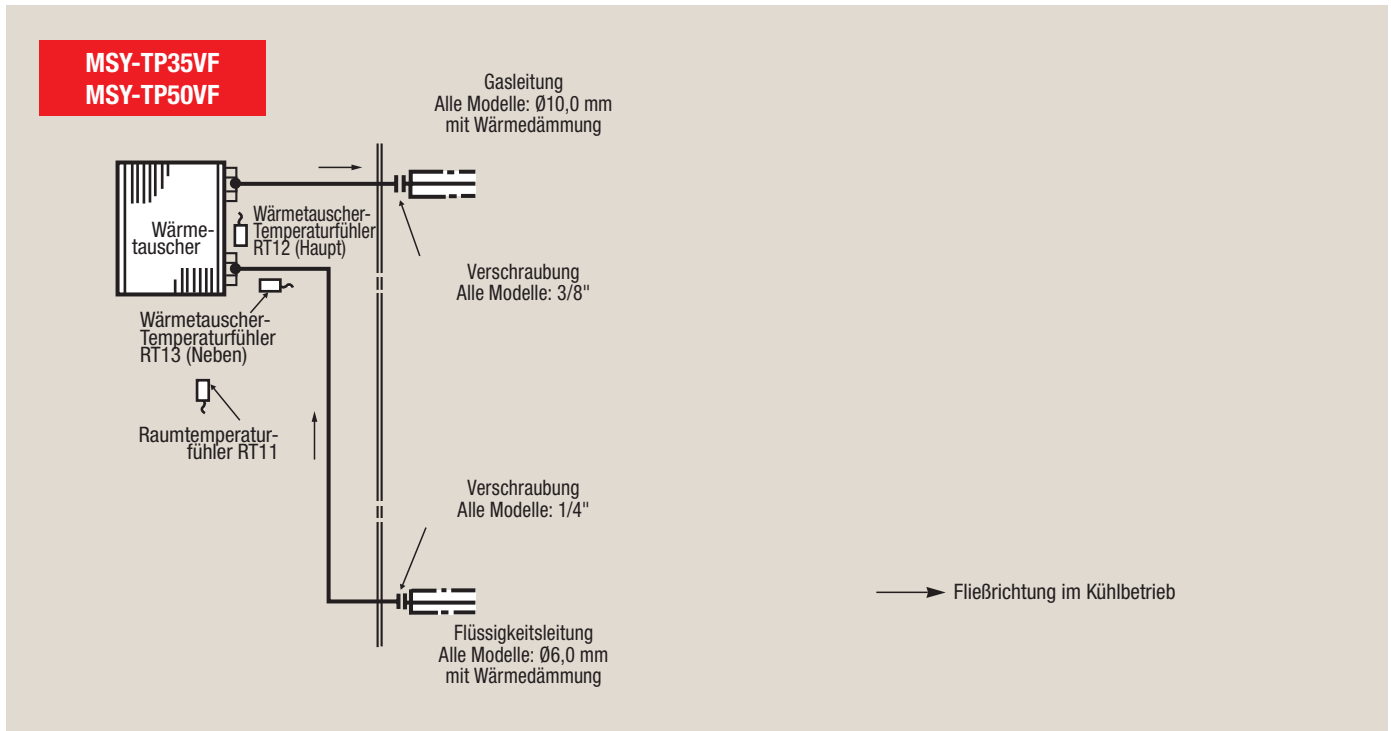 MSY-TP35VF
MSY-TP50VF
Gasleitung
Alle Modelle: Ø10,0 mm
mit Wärmedämmung
Wärme-
tauscher
Wärmetauscher-
Temperaturfühler
RT12 (Haupt)
Verschraubung
Alle Modelle: 3/8"
Wärmetauscher-
Temperaturfühler
RT13 (Neben)
Raumtemperatur-
fühler RT11
Verschraubung
Alle Modelle: 1/4"
Fließrichtung im Kühlbetrieb
Flüssigkeitsleitung
Alle Modelle: Ø6,0 mm
mit Wärmedämmung